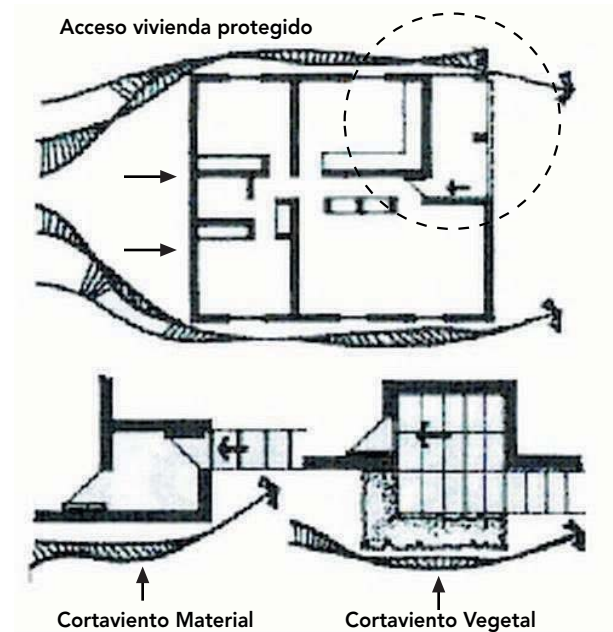 Acceso vivienda protegido
Cortaviento Material
Cortaviento Vegetal